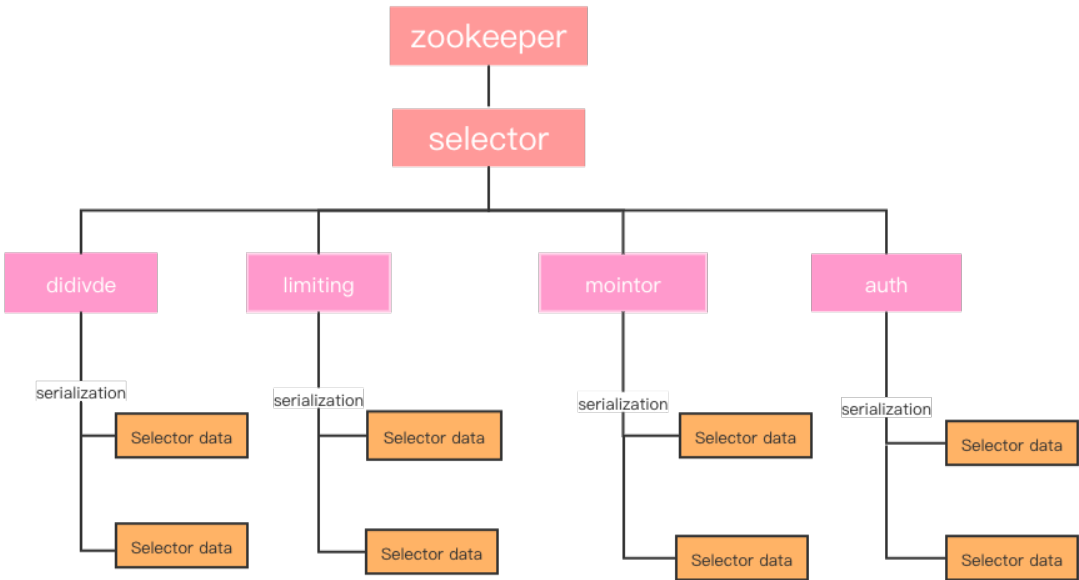 zookeeper
selector
didivde
limiting
mointor
auth
serialization
serialization
serialization
serialization
Selector data
Selector data
Selector data
Selector data
Selector data
Selector data
Selector data
Selector data